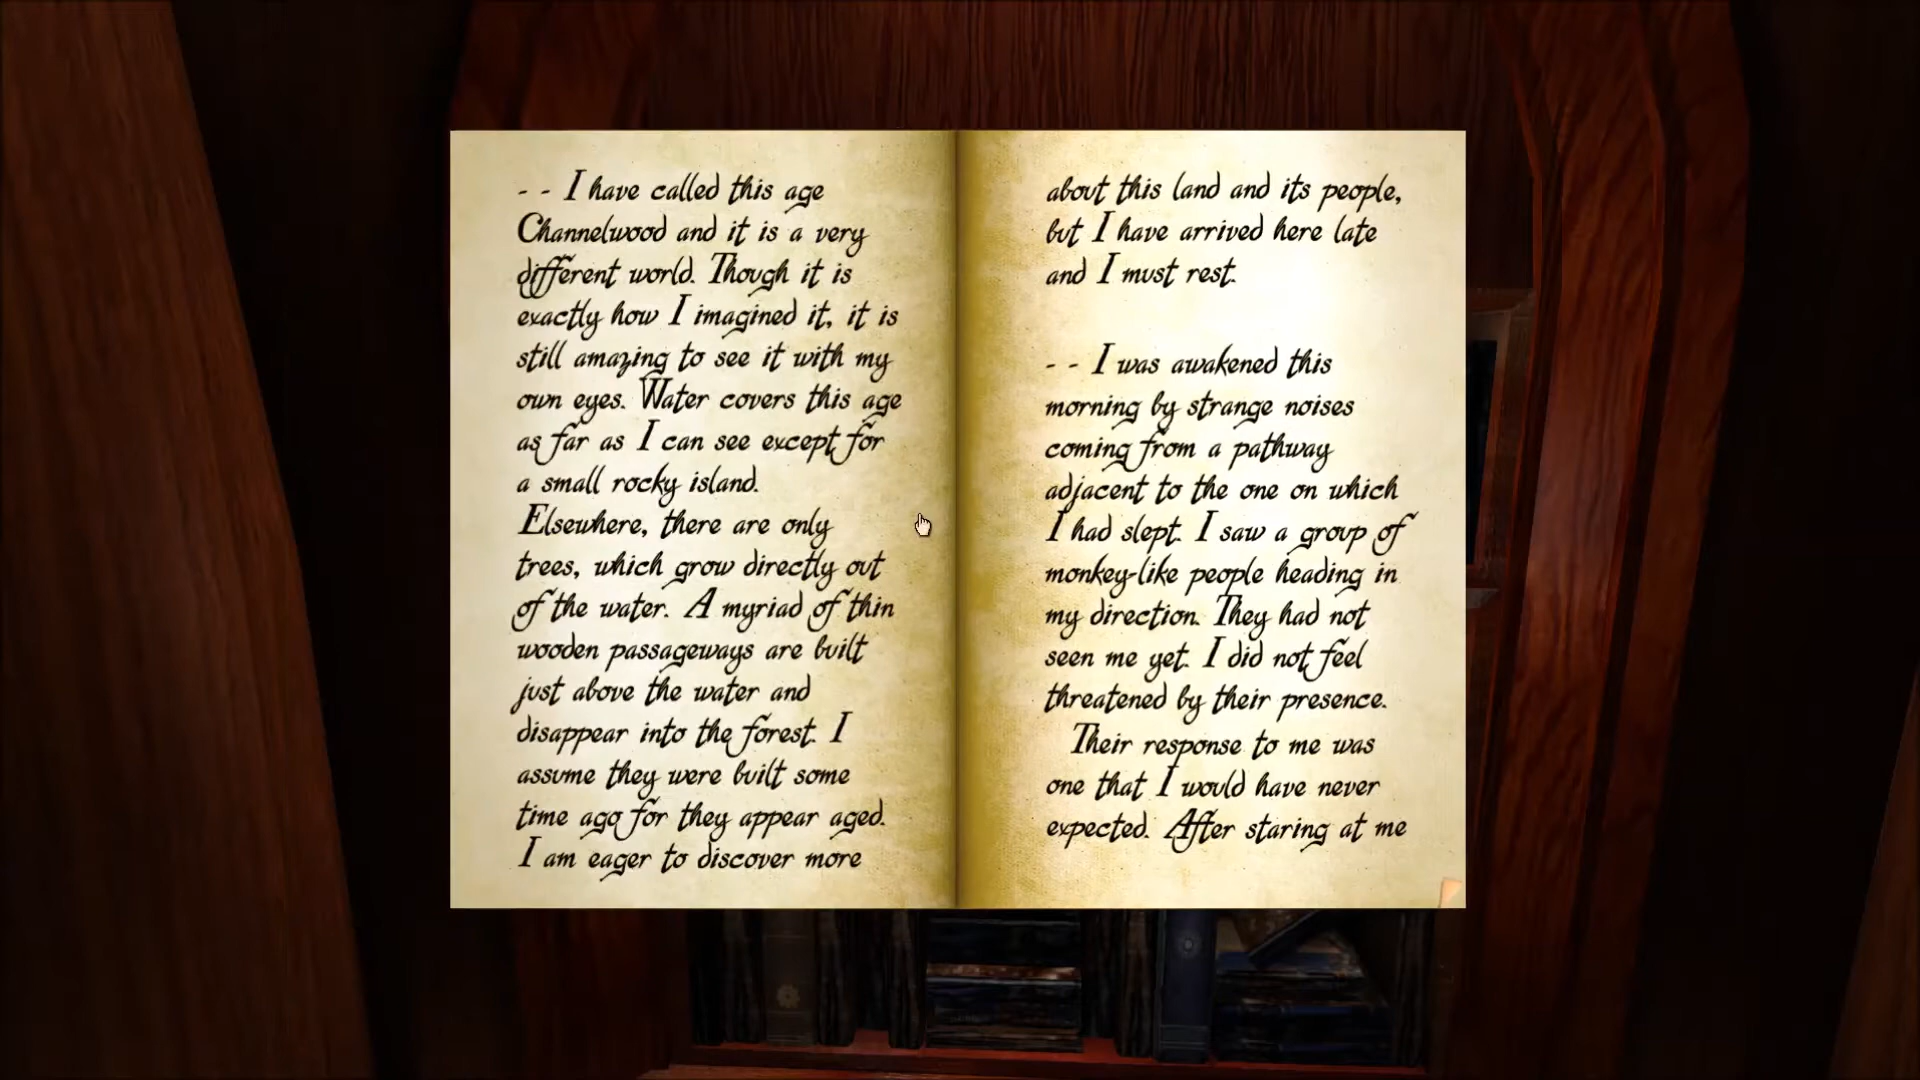 - - I have called this age
Channelwood and it is a very
different world. Though it is
exactly how I imagined it, it is
still amazing to see it with my
own eyes. Water covers this age
as far as I can see except for
a small rocky island.
Elsewhere, there are only
trees, which grow directly out
of the water. A myriad of thin
wooden passageways are built
just above the water and
disappear into the forest. I
assume they were built some
time ago for they appear aged.
I am eager to discover more
about this land and its people,
but I have arrived here late
and I must rest.
- - I was awakened this
morning by strange noises
coming from a pathway
adjacent to the one on which
I had slept. I saw a group of
monkey-like people heading in
my direction. They had not
seen me yet. I did not feel
threatened by their presence.
Their response to me was
one that I would have never
expected. After staring at me